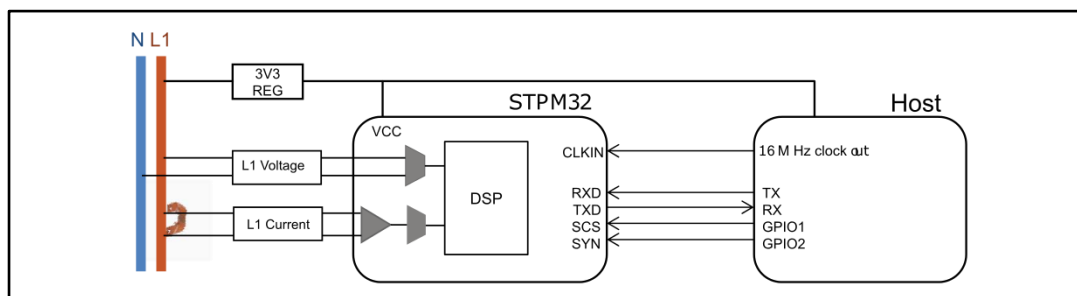 N L1
3V3
REG
STPM32
Host
VCC
CLKIN
16 M Hz clock out
L1 Voltage
DSP
RXD
TX
TXD
RX
L1 Current
SCS
GPIO1
SYN
GPIO2